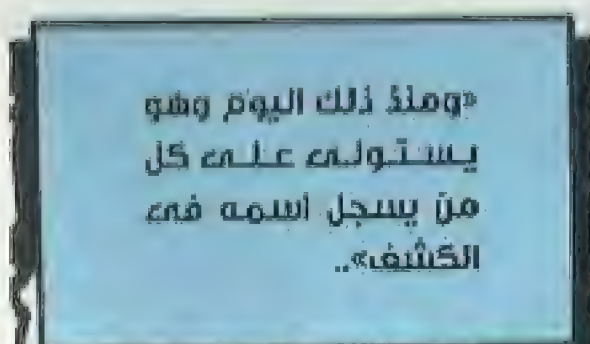 «ومنذ ذلك اليوم وهو
يستولى على كل
من يسجل اسمه فى
الكشف»..